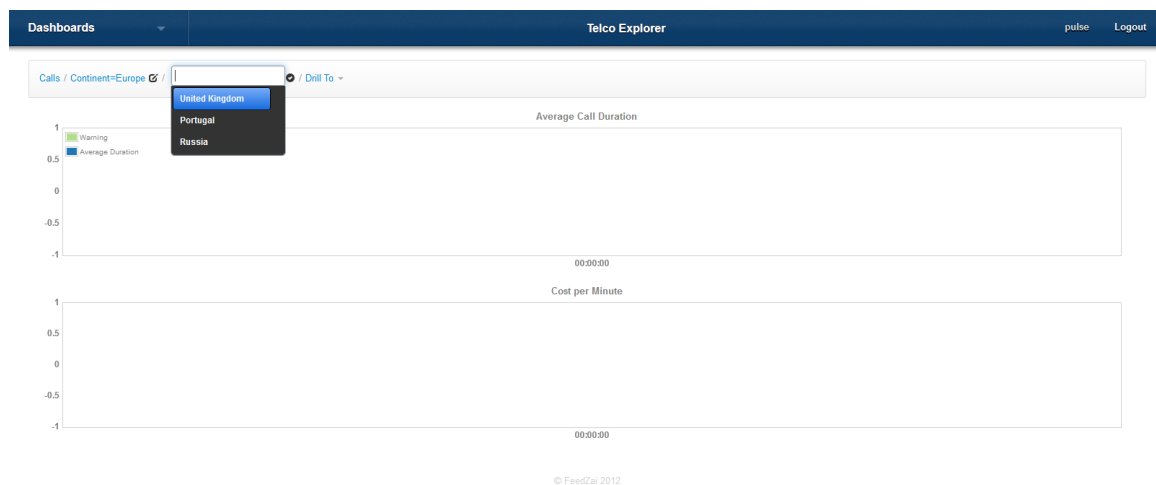 Dashboards Telco Explorer pulse Logout
Calls / Continent=Europe / / Drill To
United Kingdom
Portugal
Russia
Average Call Duration
1
Warning
Average Duration
0.5
0
-0.5
-1
00:00:00
Cost per Minute
1
0.5
0
-0.5
-1
00:00:00
© FeedZai 2012